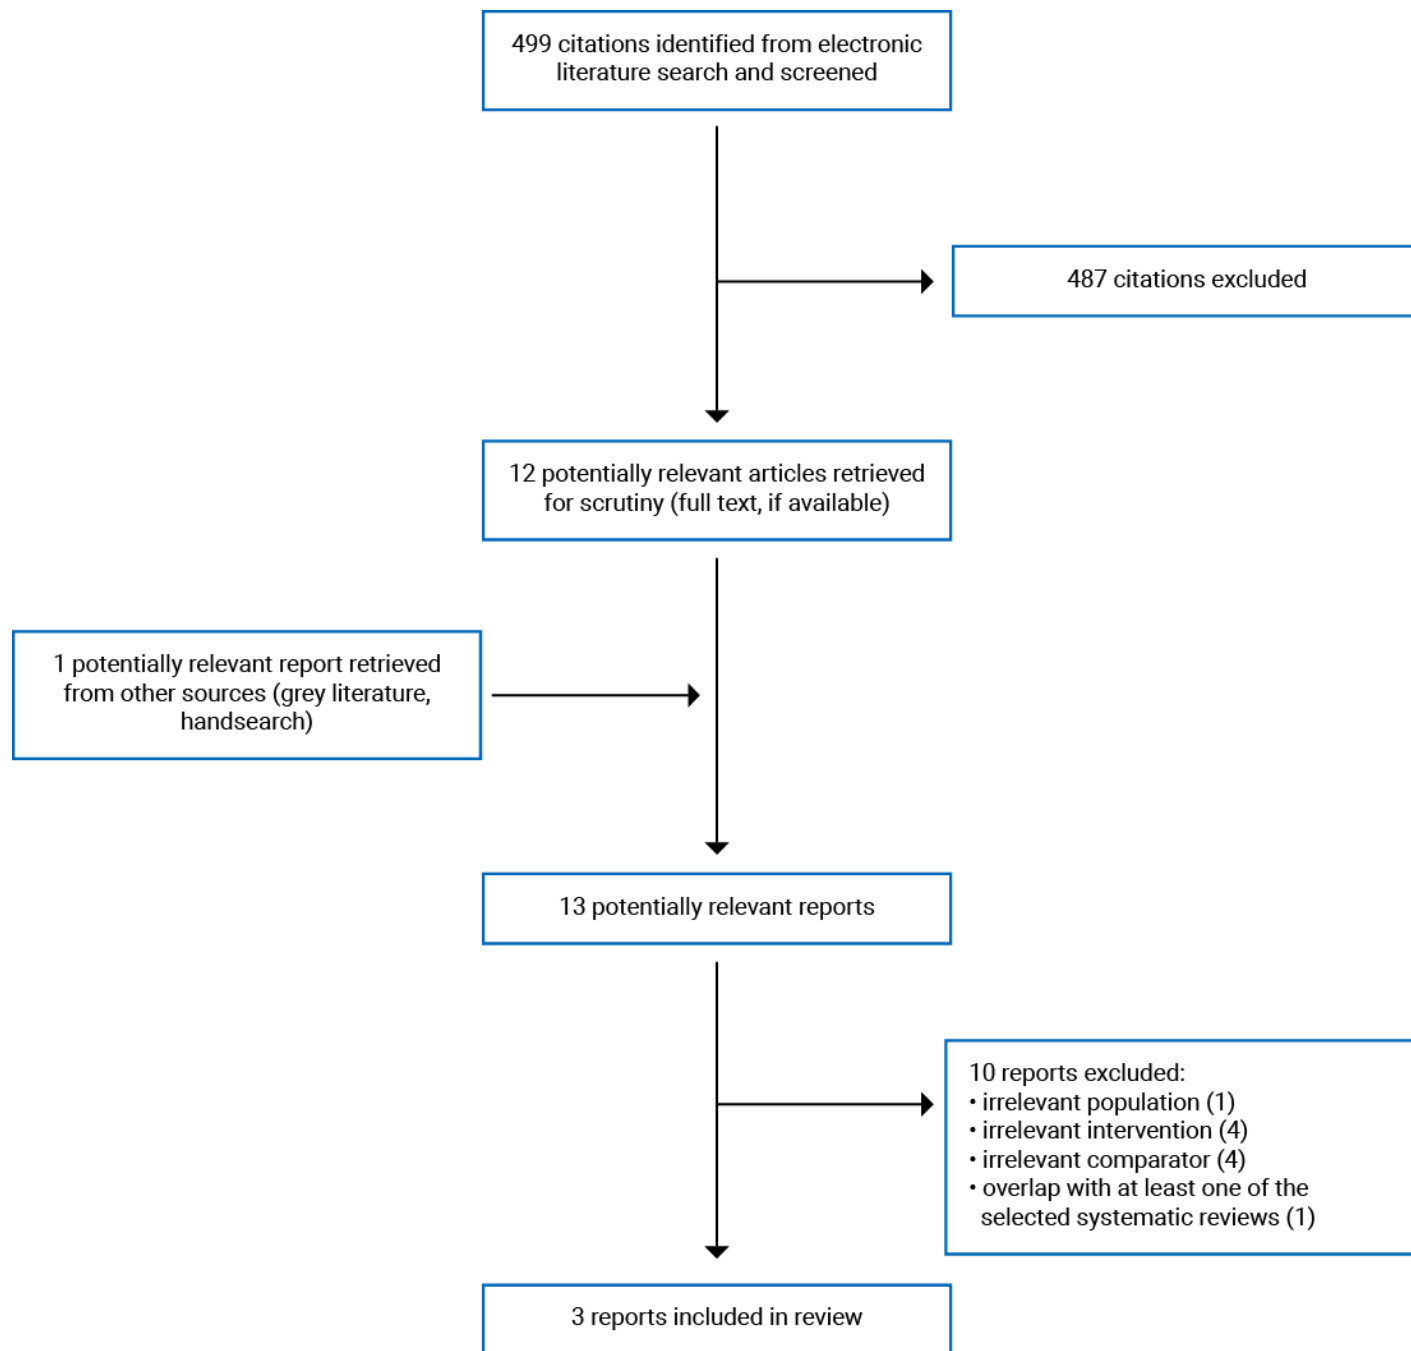 499 citations identified from electronic
literature search and screened
487 citations excluded
12 potentially relevant articles retrieved
for scrutiny (full text, if available)
1 potentially relevant report retrieved
from other sources (grey literature,
handsearch)
13 potentially relevant reports
10 reports excluded:
• irrelevant population (1)
• irrelevant intervention (4)
• irrelevant comparator (4)
• overlap with at least one of the
selected systematic reviews (1)
3 reports included in review